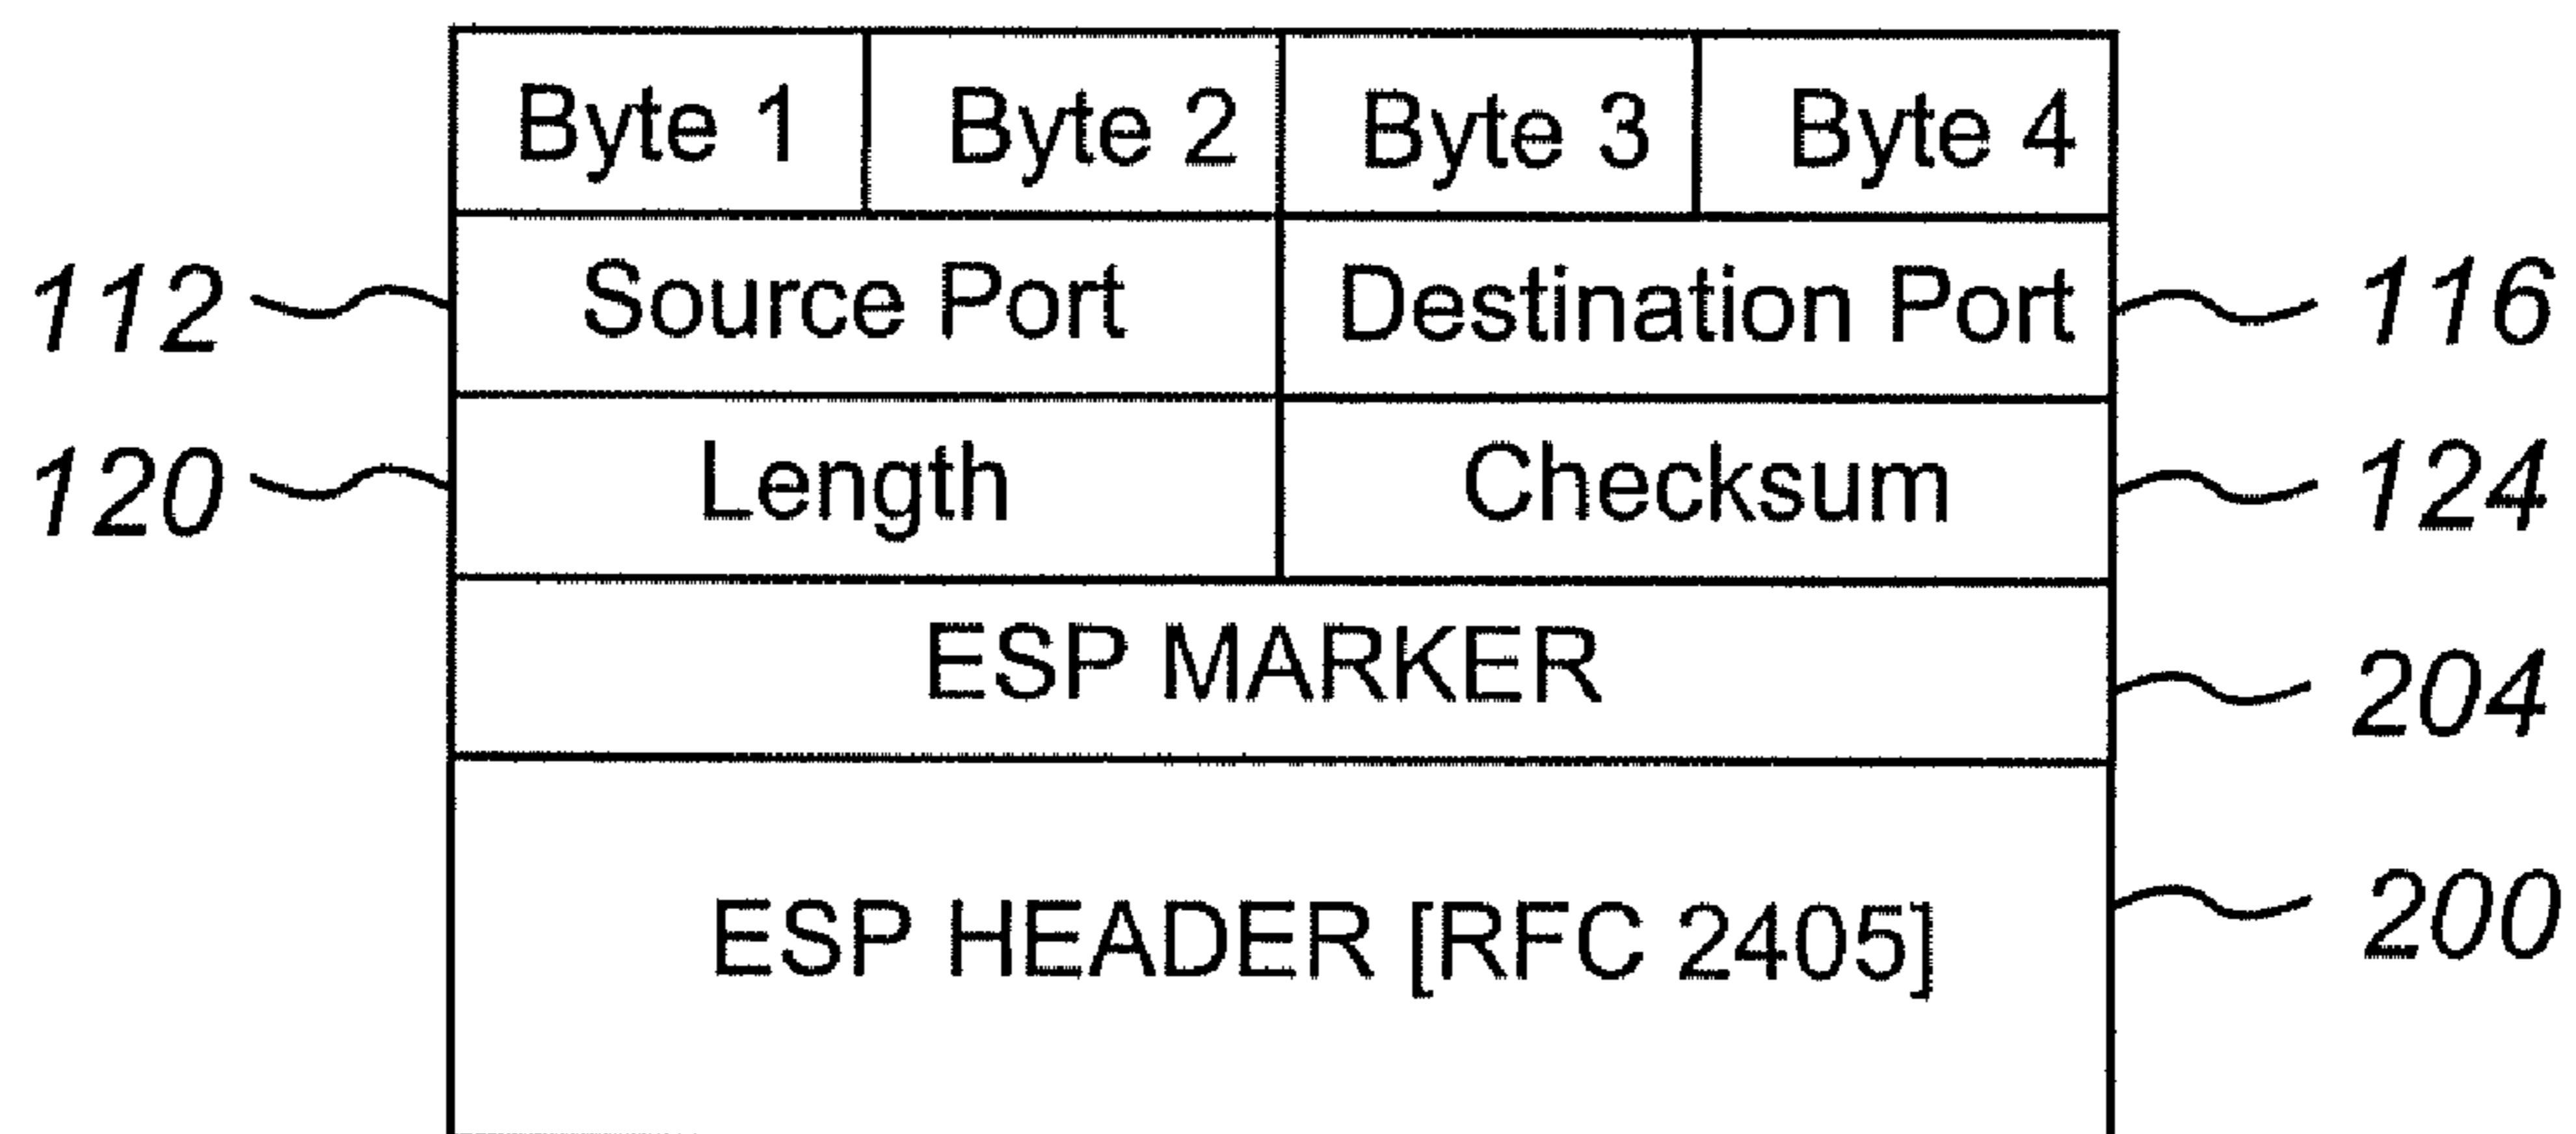 Byte 1 Byte 2 Byte 3 Byte 4
112 Source Port Destination Port 116
120 Length Checksum 124
ESP MARKER 204
ESP HEADER [RFC 2405] 200